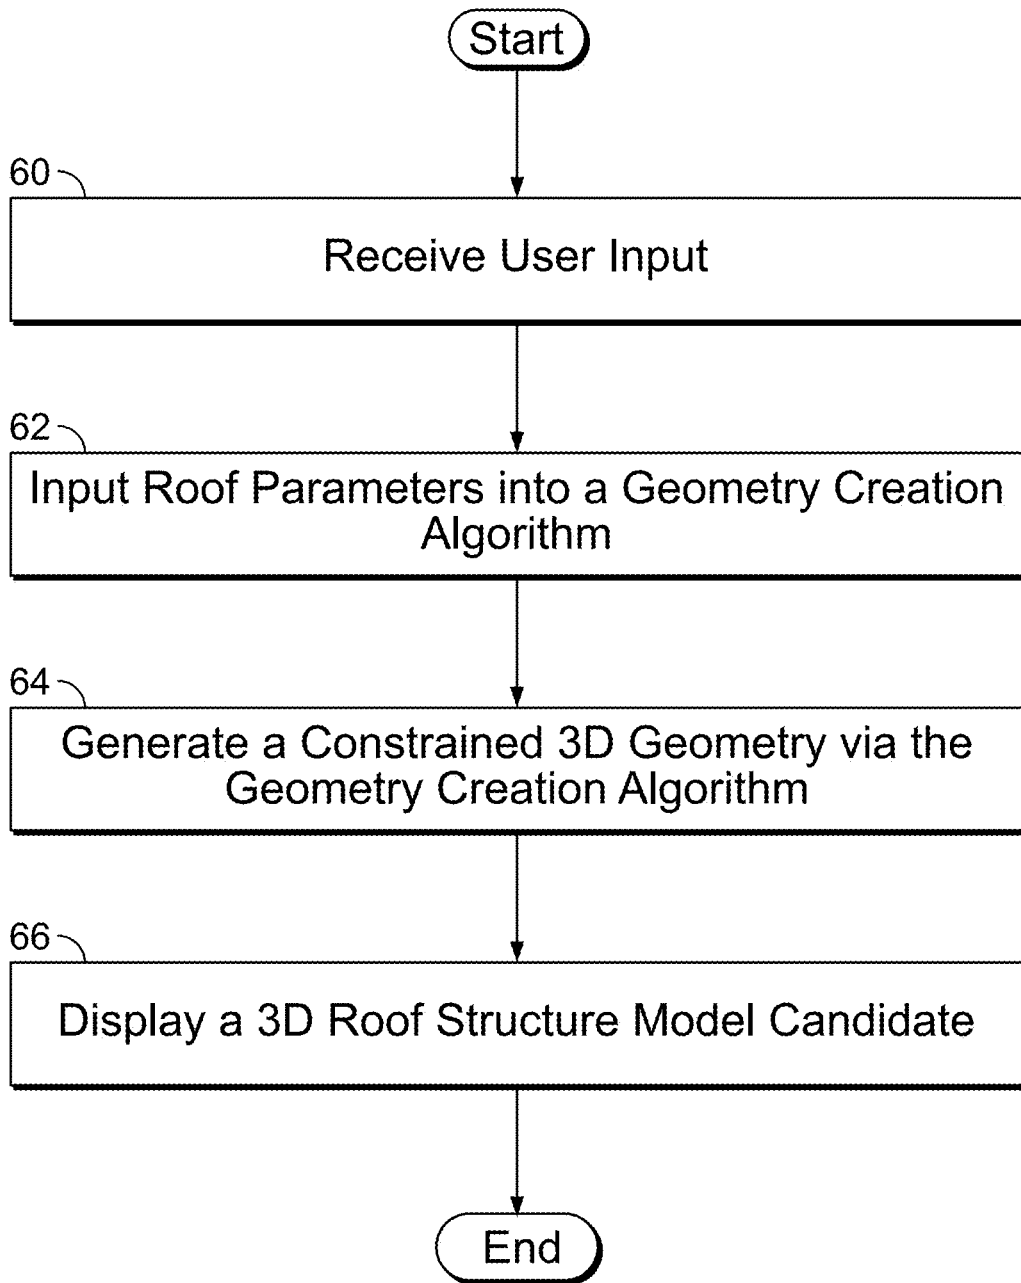 Start
60
Receive User Input
62
Input Roof Parameters into a Geometry Creation
Algorithm
64
Generate a Constrained 3D Geometry via the
Geometry Creation Algorithm
66
Display a 3D Roof Structure Model Candidate
End